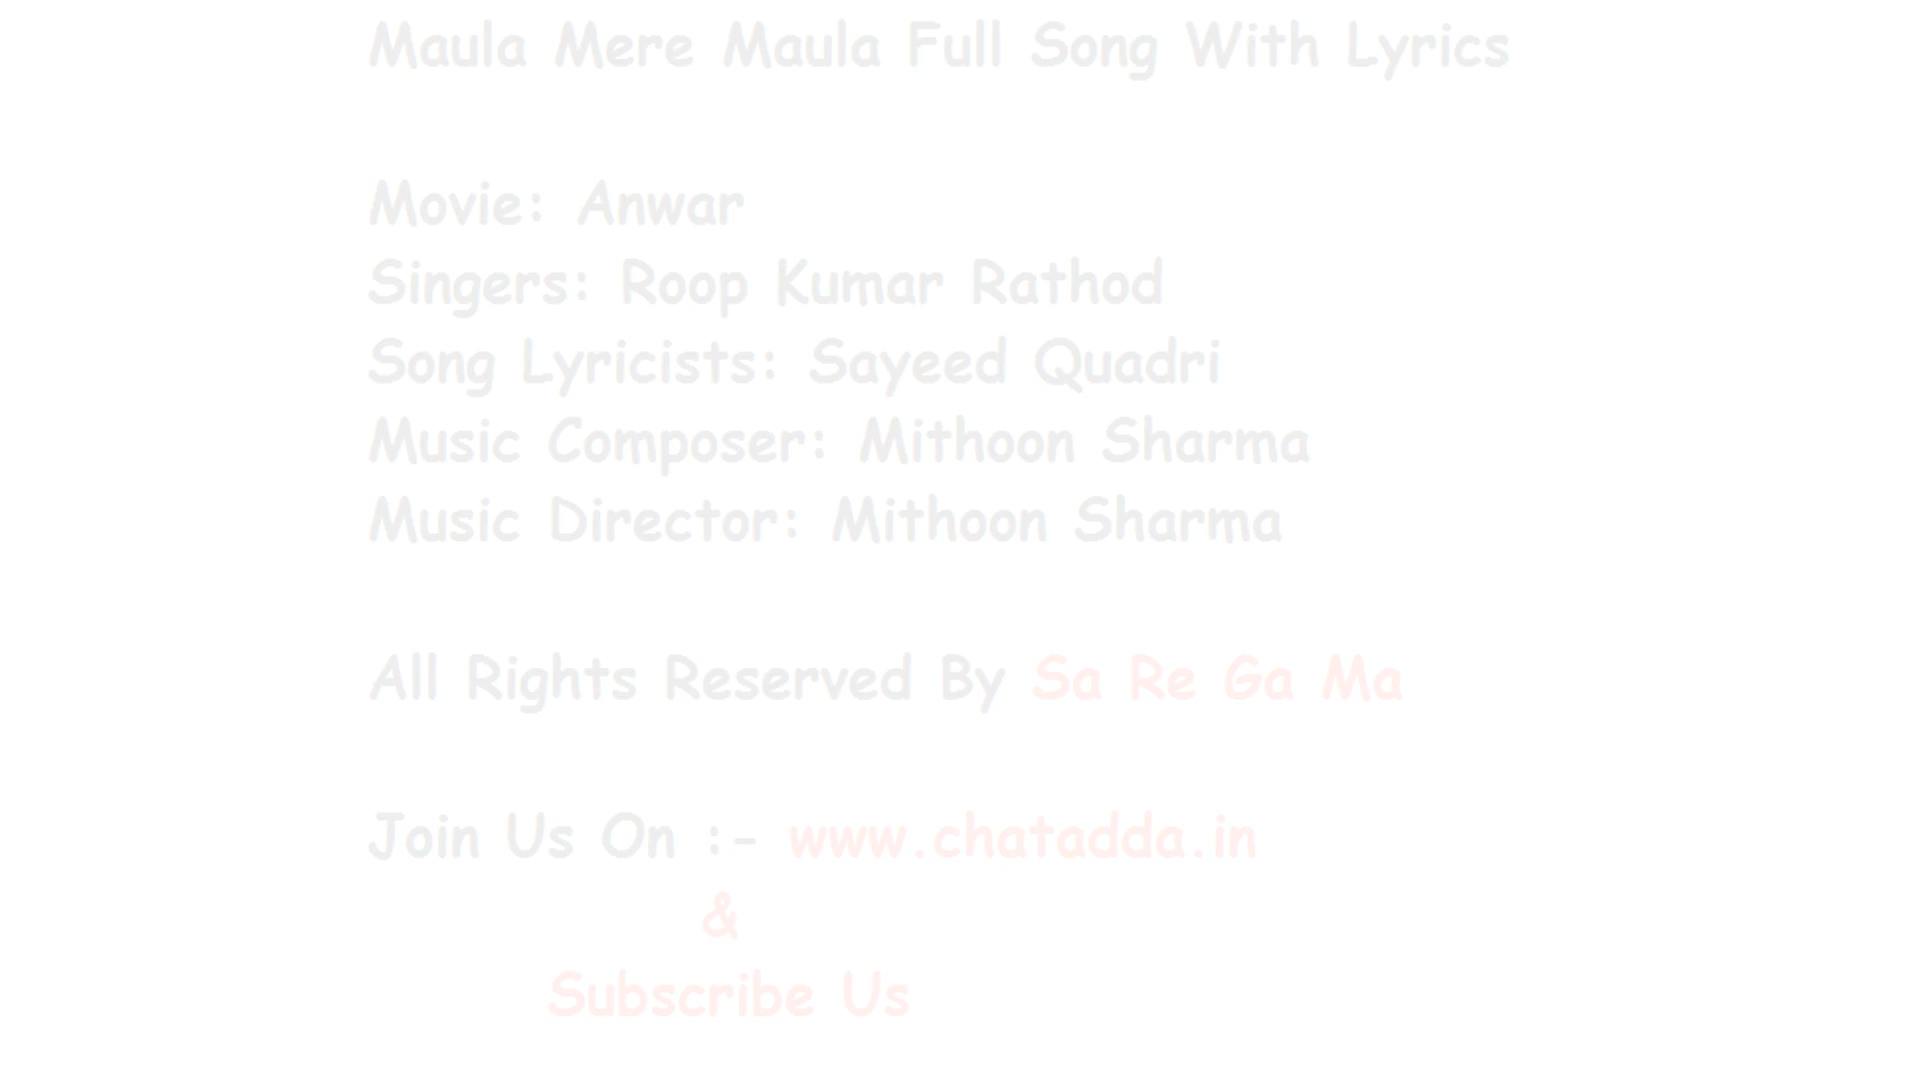 Maula Mere Maula Full Song With Lyrics
Movie: Anwar
Singers: Roop Kumar Rathod
Song Lyricists: Sayeed Quadri
Music Composer: Mithoon Sharma
Music Director: Mithoon Sharma
All Rights Reserved By Sa Re Ga Ma
Join Us On :- www.chatadda.in
&
Subscribe Us